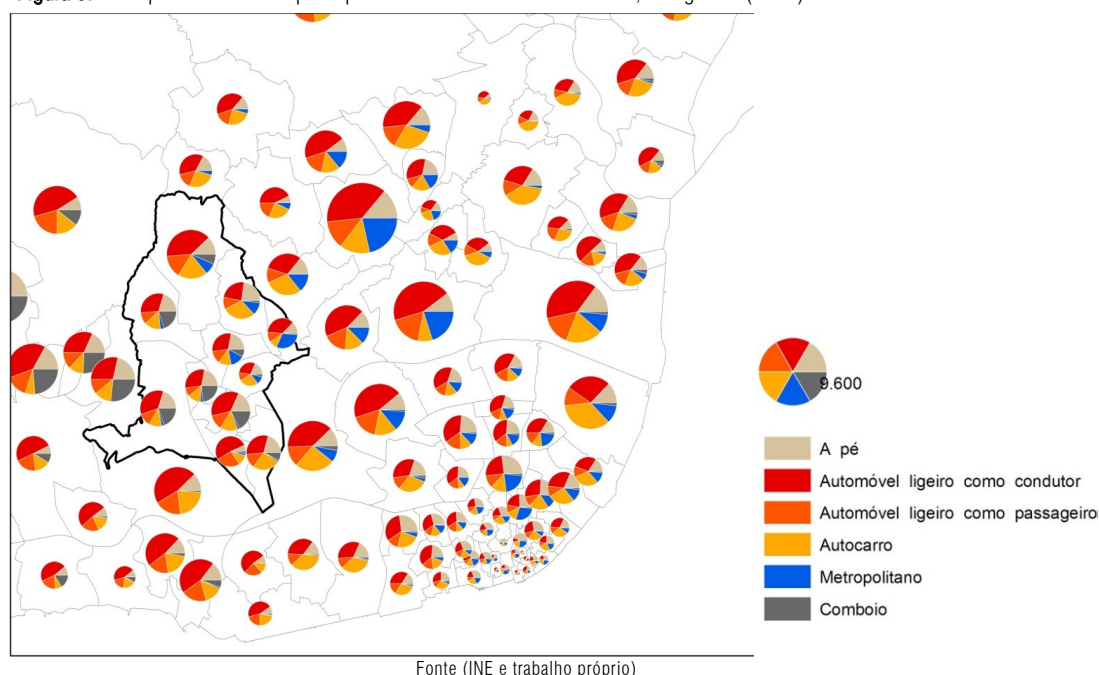 9.600
A pé
Automóvel ligeiro como condutor
Automóvel ligeiro como passageiro
Autocarro
Metropolitano
Comboio
Fonte (INE e trabalho próprio)